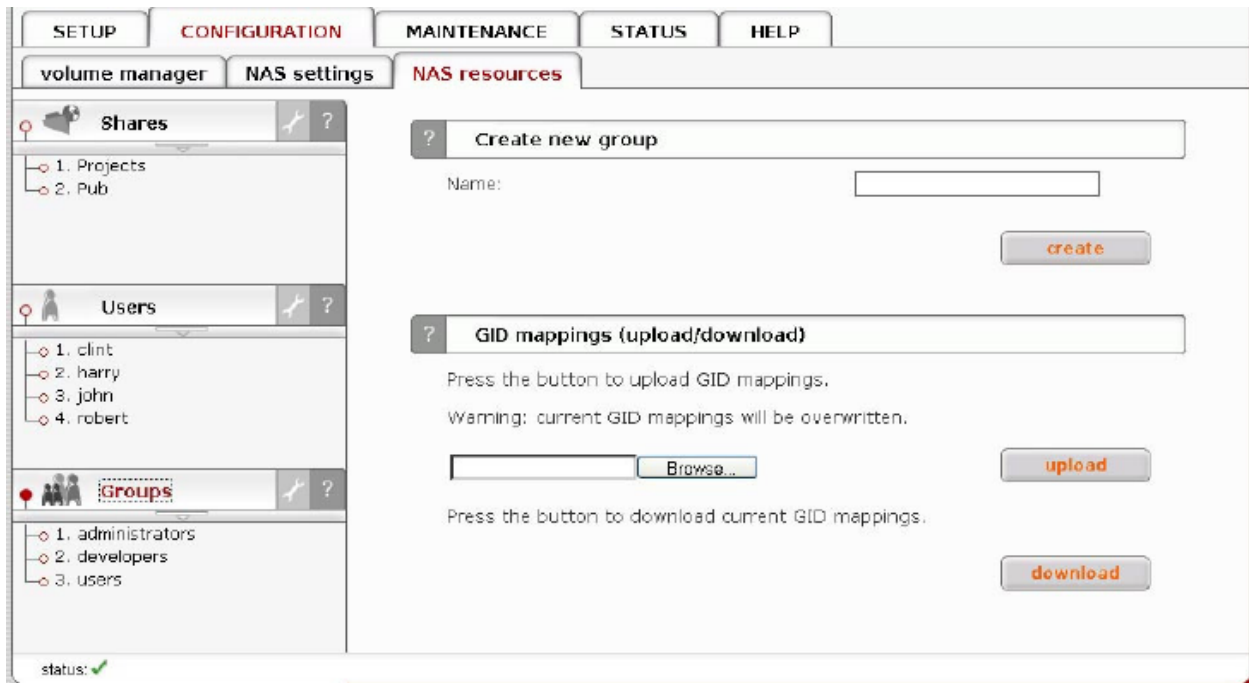 SETUP CONFIGURATION MAINTENANCE STATUS HELP
volume manager NAS settings NAS resources
Shares ?
1. Projects
2. Pub
Users ?
1. clint
2. harry
3. john
4. robert
Groups ?
1. administrators
2. developers
3. users
? Create new group
Name:
create
? GID mappings (upload/download)
Press the button to upload GID mappings.
Warning: current GID mappings will be overwritten.
Browse... upload
Press the button to download current GID mappings.
download
status: